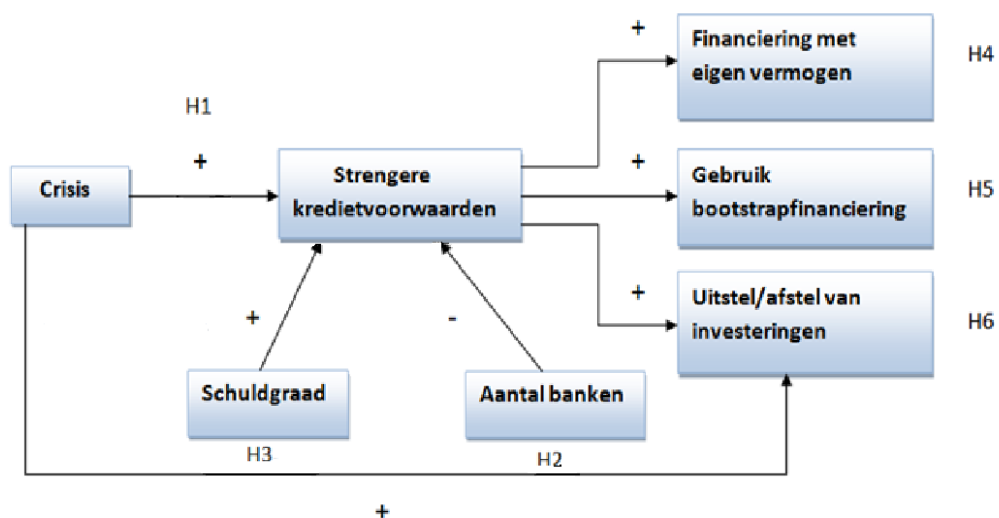 +
Financiering met
eigen vermogen
H4
H1
+
Crisis
Strengere
kredietvoorwaarden
+
Gebruik
bootstrapfinanciering
H5
+
Uitstel/afstel van
investeringen
H6
+
-
Schuldgraad
Aantal banken
H3
H2
+